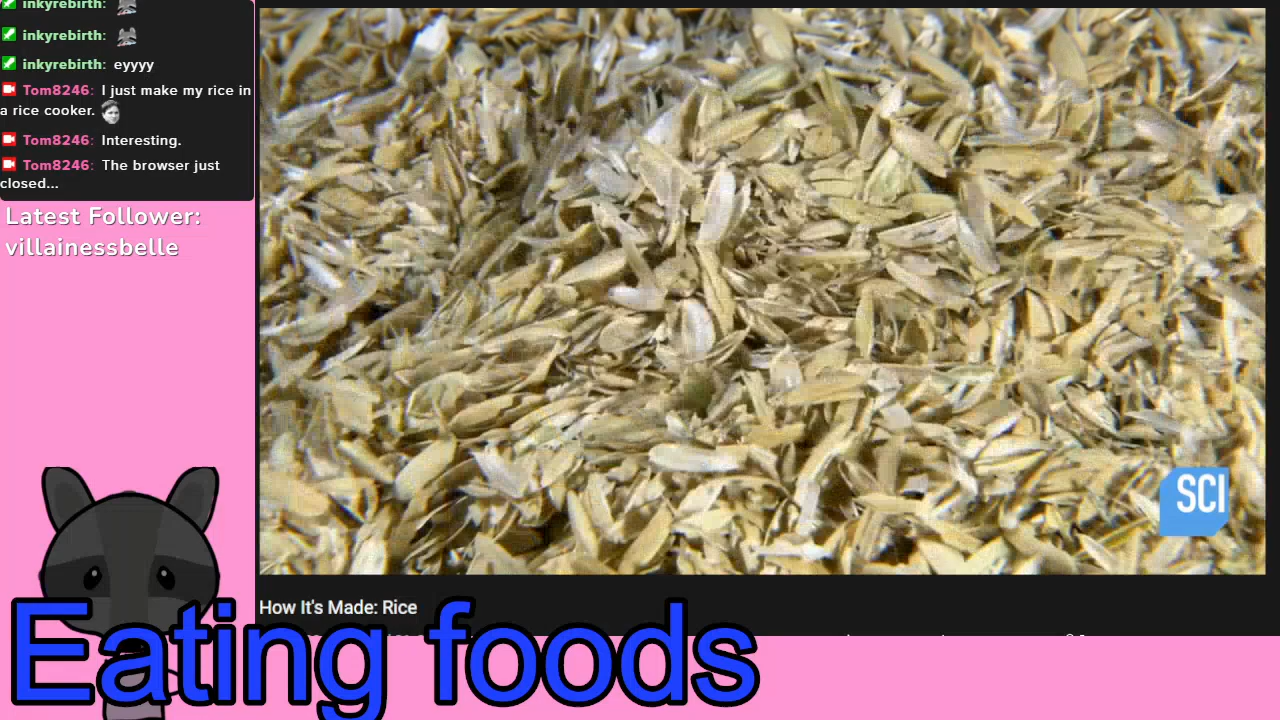 inkyrebirth:
inkyrebirth:
inkyrebirth: eyyyy
Tom8246: I just make my rice in
a rice cooker.
Tom8246: Interesting.
Tom8246: The browser just
closed...
Latest Follower:
villainessbelle
SCI
How It's Made: Rice
Eating foods